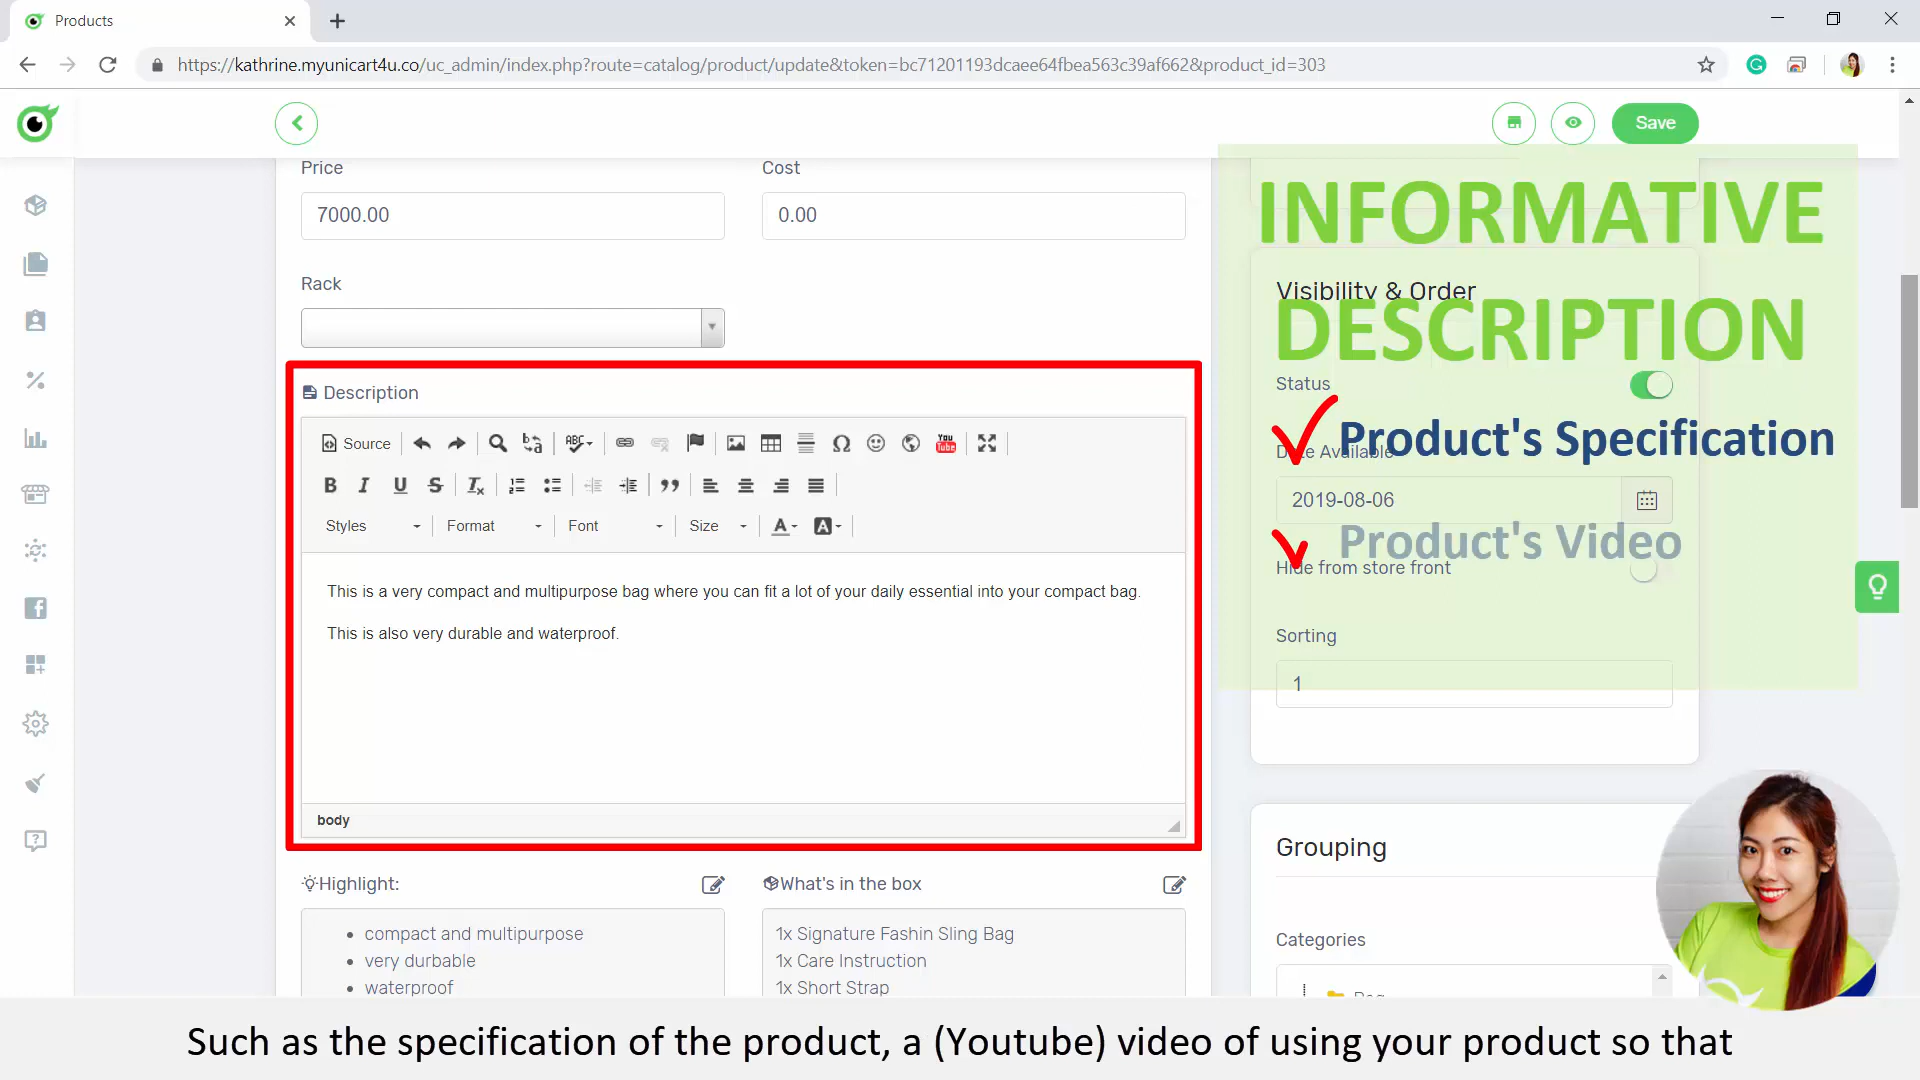 Products
https://kathrine.myunicart4u.co/uc_admin/index.php?route=catalog/product/update&token=bc71201193dcaee64fbea563c39af662&product_id=303
Save
Price
Cost
7000.00
0.00
Rack
INFORMATIVE
DESCRIPTION
Visibility & Order
Status
Product's Specification
Date Available
2019-08-06
Product's Video
Hide from store front
Sorting
1
Description
Source
ABC
You
Tube
B I U S
Styles
Format
Font
Size
A
A
This is a very compact and multipurpose bag where you can fit a lot of your daily essential into your compact bag.
This is also very durable and waterproof.
body
Highlight:
What's in the box
compact and multipurpose
very durbable
waterproof
1x Signature Fashin Sling Bag
1x Care Instruction
1x Short Strap
Grouping
Categories
Such as the specification of the product, a (Youtube) video of using your product so that